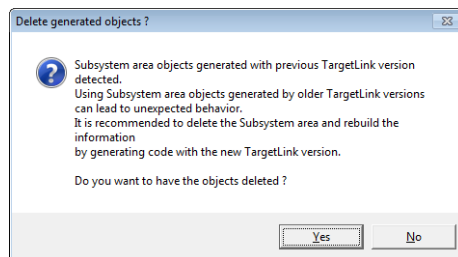 Delete generated objects ?
Subsystem area objects generated with previous TargetLink version
detected.
Using Subsystem area objects generated by older TargetLink versions
can lead to unexpected behavior.
It is recommended to delete the Subsystem area and rebuild the
information
by generating code with the new TargetLink version.
Do you want to have the objects deleted ?
Yes No